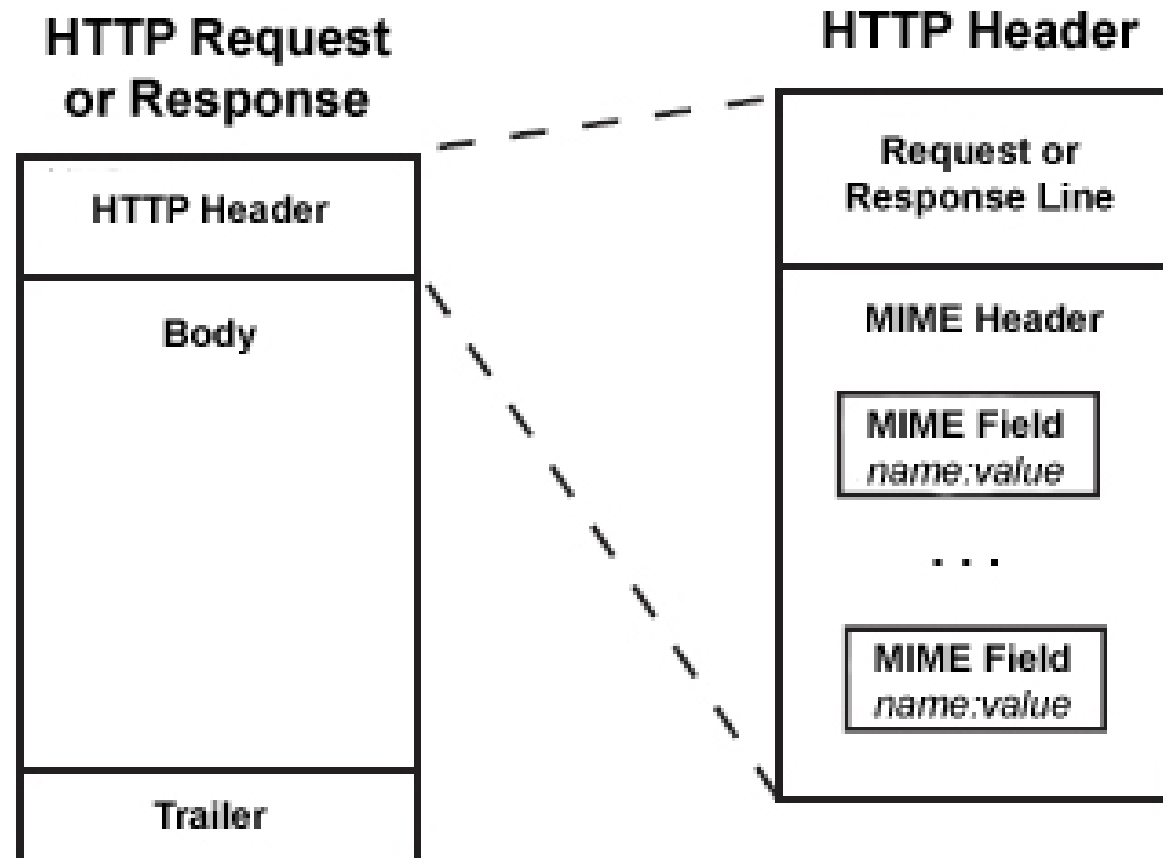 HTTP Request
or Response
HTTP Header
Body
Trailer
HTTP Header
Request or
Response Line
MIME Header
MIME Field
name:value
. . .
MIME Field
name:value